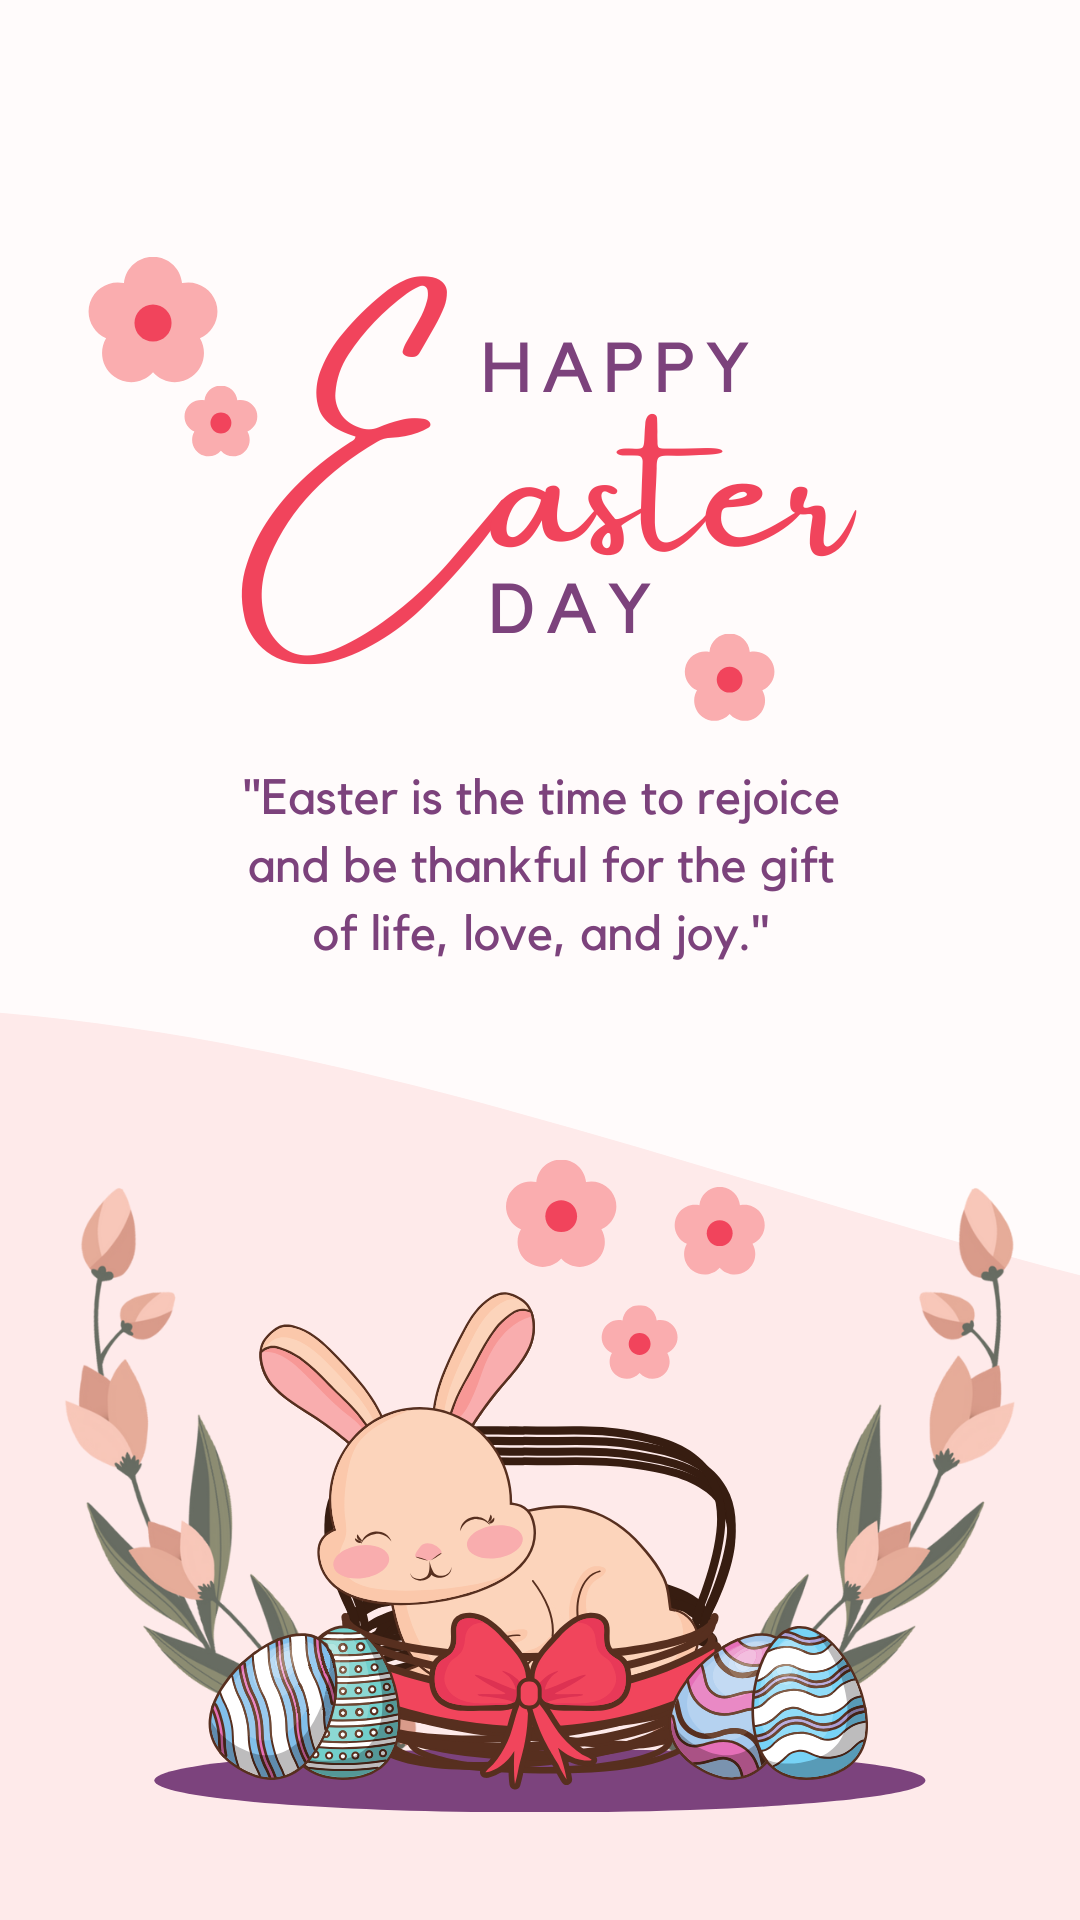 HAPPY
Easter
DAY
"Easter is the time to rejoice
and be thankful for the gift
of life, love, and joy."